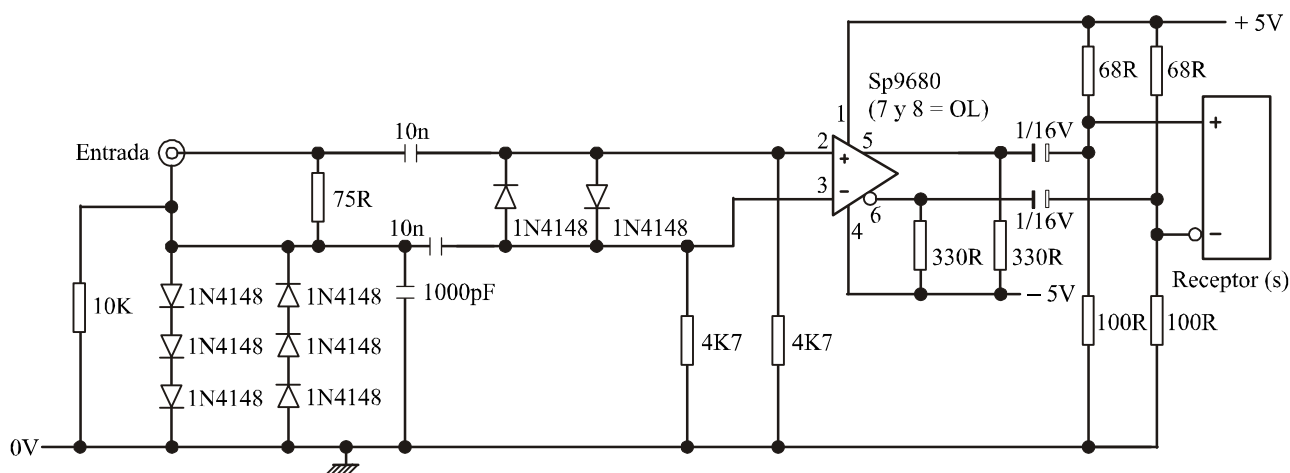 + 5V
68R
68R
Sp9680
(7 y 8 = OL)
1
10n
1/16V
+
Entrada
2
+
5
3
−
75R
6
1/16V
10n
1N4148
1N4148
4
330R
330R
−
Receptor (s)
− 5V
10K
1N4148
1N4148
1000pF
100R
100R
1N4148
1N4148
4K7
4K7
1N4148
1N4148
0V